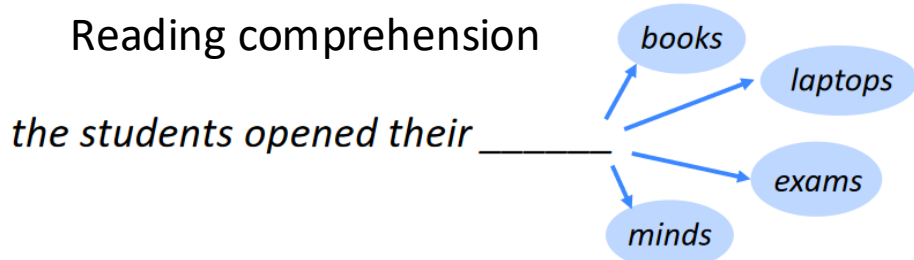 Reading comprehension
books
laptops
the students opened their ______
exams
minds